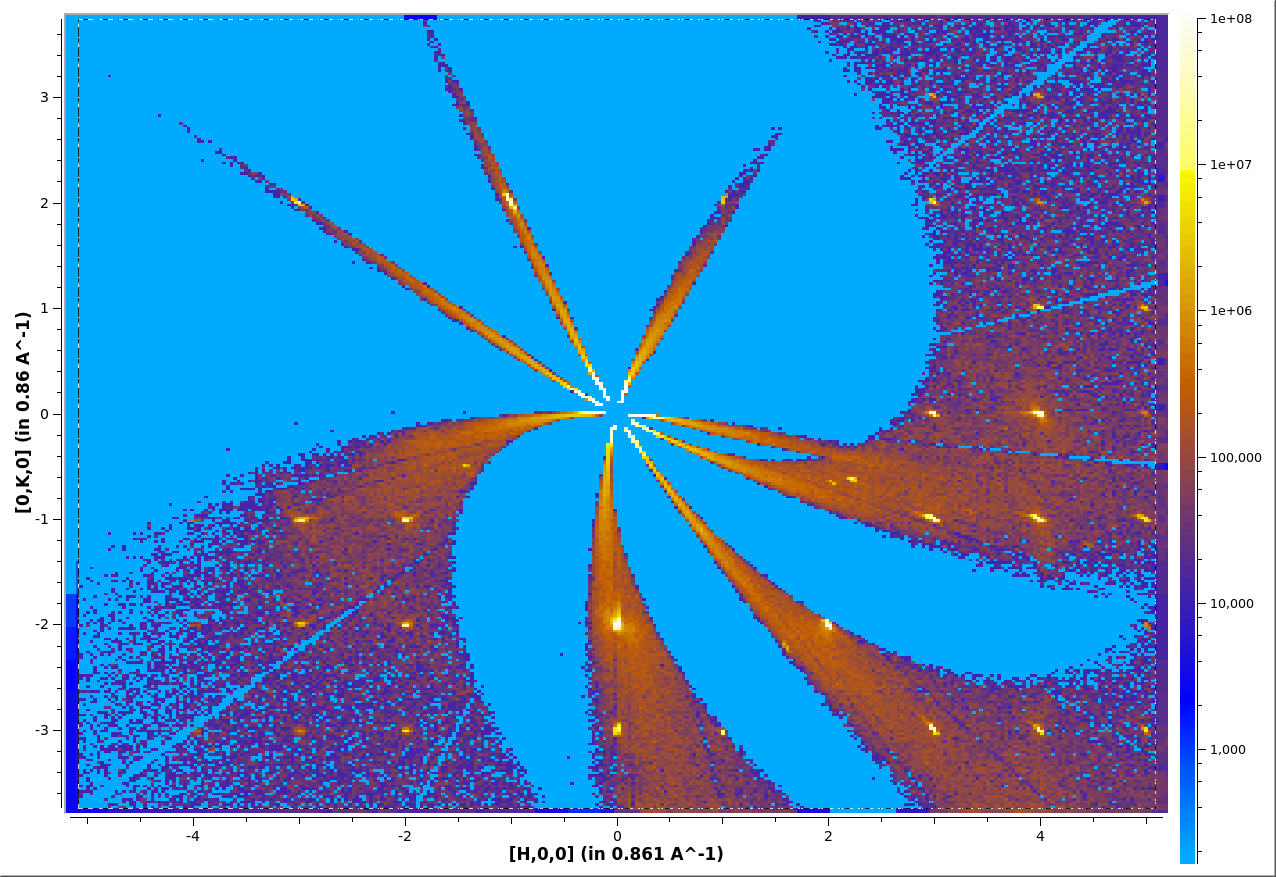 1e+08
3
1e+07
2
1
1e+06
0
100,000
-1
10,000
-2
-3
1,000
-4 -2 0 2 4
[H,0,0] (in 0.861 A^-1)
[0,K,0] (in 0.86 A^-1)